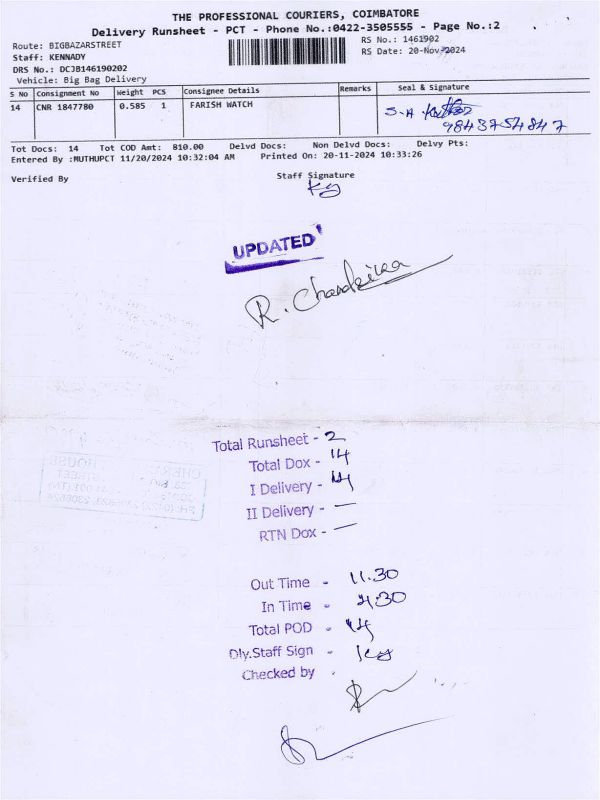 THE PROFESSIONAL COURIERS, COIMBATORE
Delivery Runsheet - PCT - Phone No.:0422-3505555 - Page No.:2
Route: BIGBAZARSTREET
RS No.: 1461902
Staff: KENNADY
RS Date: 20-Nov-2024
DRS No.: DCJB146190202
Vehicle: Big Bag Delivery
S No Consignment No Weight PCS Consignee Details Remarks Seal & Signature
14 CNR 1847780 0.585 1 FARISH WATCH
S.A
9843754847
Tot Docs: 14 Tot COD Amt: 810.00 Delvd Docs: Non Delvd Docs: Delvy Pts:
Entered By :MUTHUPCT 11/20/2024 10:32:04 AM Printed On: 20-11-2024 10:33:26
Verified By Staff Signature
Ky
UPDATED
R. Chandrika
Total Runsheet - 2
Total Dox - 14
I Delivery - 14
II Delivery - —
RTN Dox - —
Out Time - 11.30
In Time - 4.30
Total POD - 14
Dly.Staff Sign - Ky
Checked by -